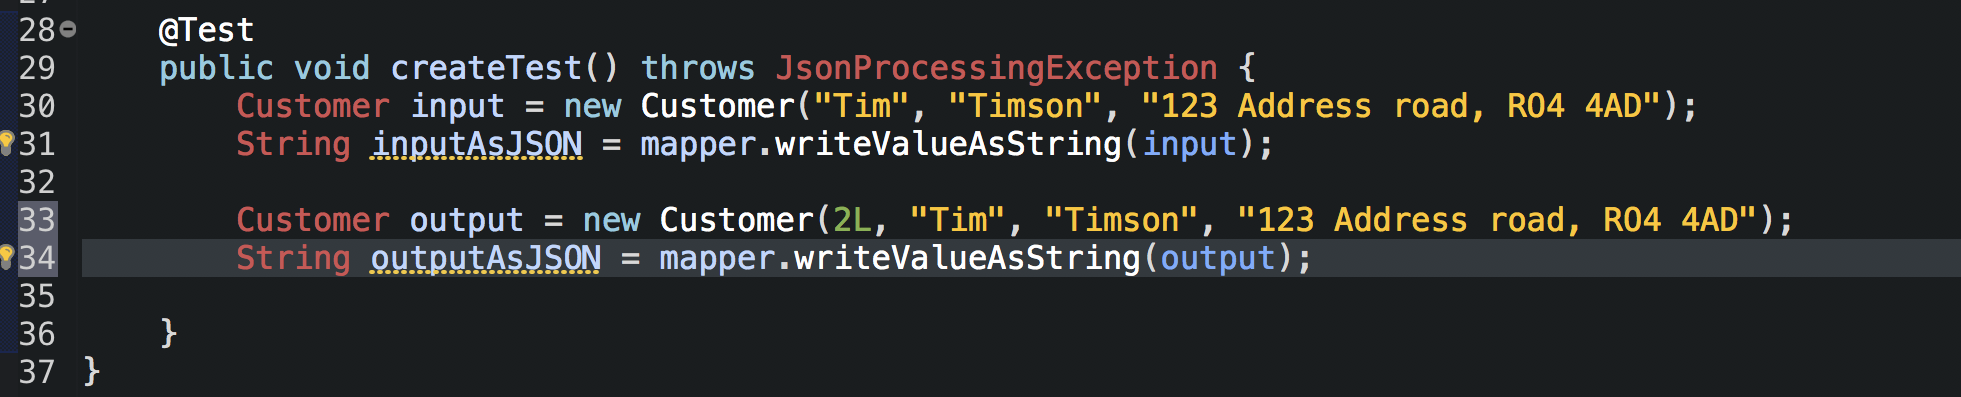 28 @Test
29 public void createTest() throws JsonProcessingException {
30 Customer input = new Customer("Tim", "Timson", "123 Address road, RO4 4AD");
31 String inputAsJSON = mapper.writeValueAsString(input);
32
33 Customer output = new Customer(2L, "Tim", "Timson", "123 Address road, RO4 4AD");
34 String outputAsJSON = mapper.writeValueAsString(output);
35
36 }
37 }